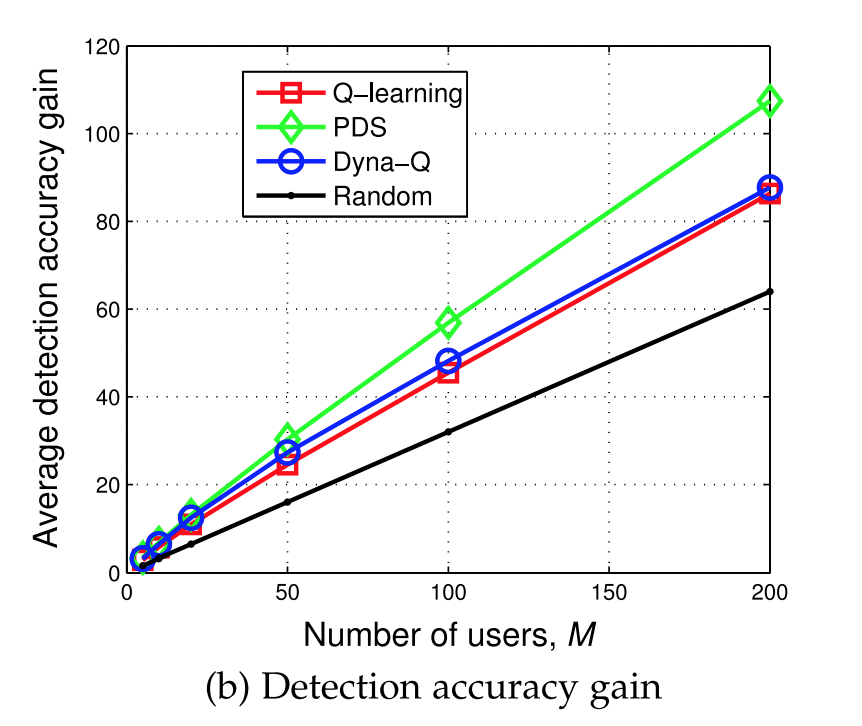 120
100
80
60
40
20
0
Average detection accuracy gain
Q–learning
PDS
Dyna–Q
Random
0 50 100 150 200
Number of users, M
(b) Detection accuracy gain